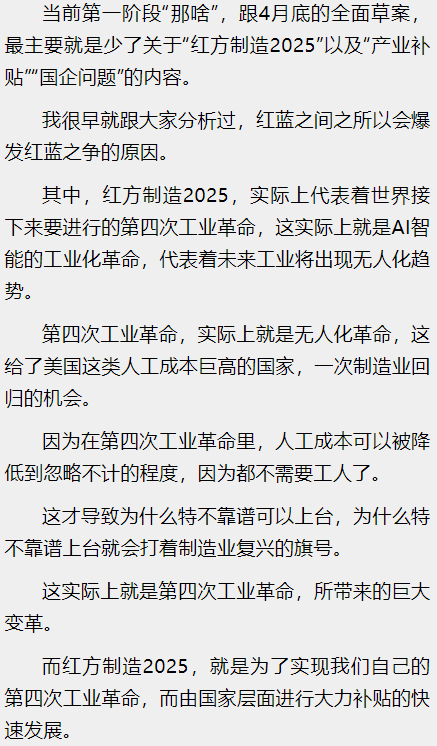 当前第一阶段“那啥”，跟4月底的全面草案，
最主要就是少了关于“红方制造2025”以及“产业补
贴”“国企问题”的内容。
我很早就跟大家分析过，红蓝之间之所以会爆
发红蓝之争的原因。
其中，红方制造2025，实际上代表着世界接
下来要进行的第四次工业革命，这实际上就是AI智
能的工业化革命，代表着未来工业将出现无人化趋
势。
第四次工业革命，实际上就是无人化革命，这
给了美国这类人工成本巨高的国家，一次制造业回
归的机会。
因为在第四次工业革命里，人工成本可以被降
低到忽略不计的程度，因为都不需要工人了。
这才导致为什么特不靠谱可以上台，为什么特
不靠谱上台就会打着制造业复兴的旗号。
这实际上就是第四次工业革命，所带来的巨大
变革。
而红方制造2025，就是为了实现我们自己的
第四次工业革命，而由国家层面进行大力补贴的快
速发展。